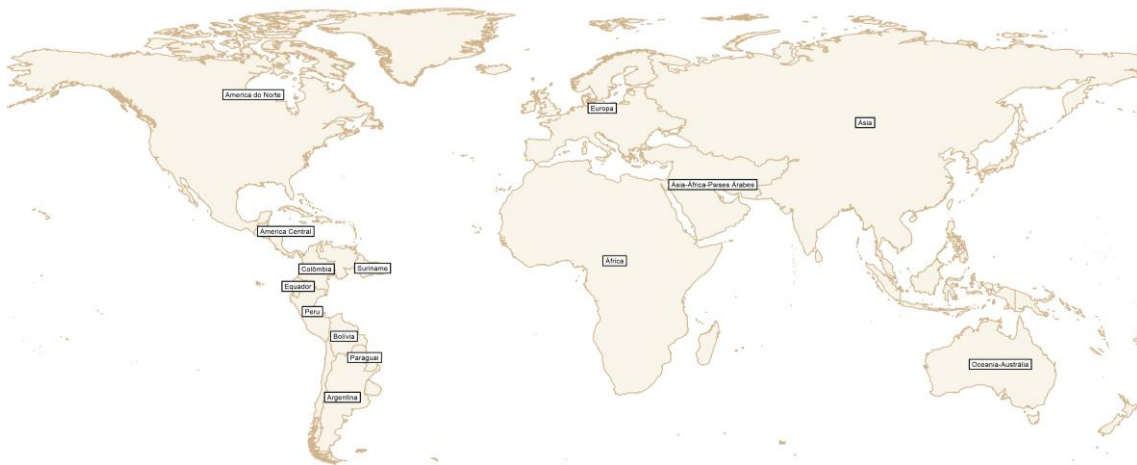 America do Norte
Europa
Ásia
Ásia-África-Paises Árabes
America Central
África
Colômbia
Suriname
Equador
Peru
Bolívia
Paraguai
Oceania-Austrália
Argentina